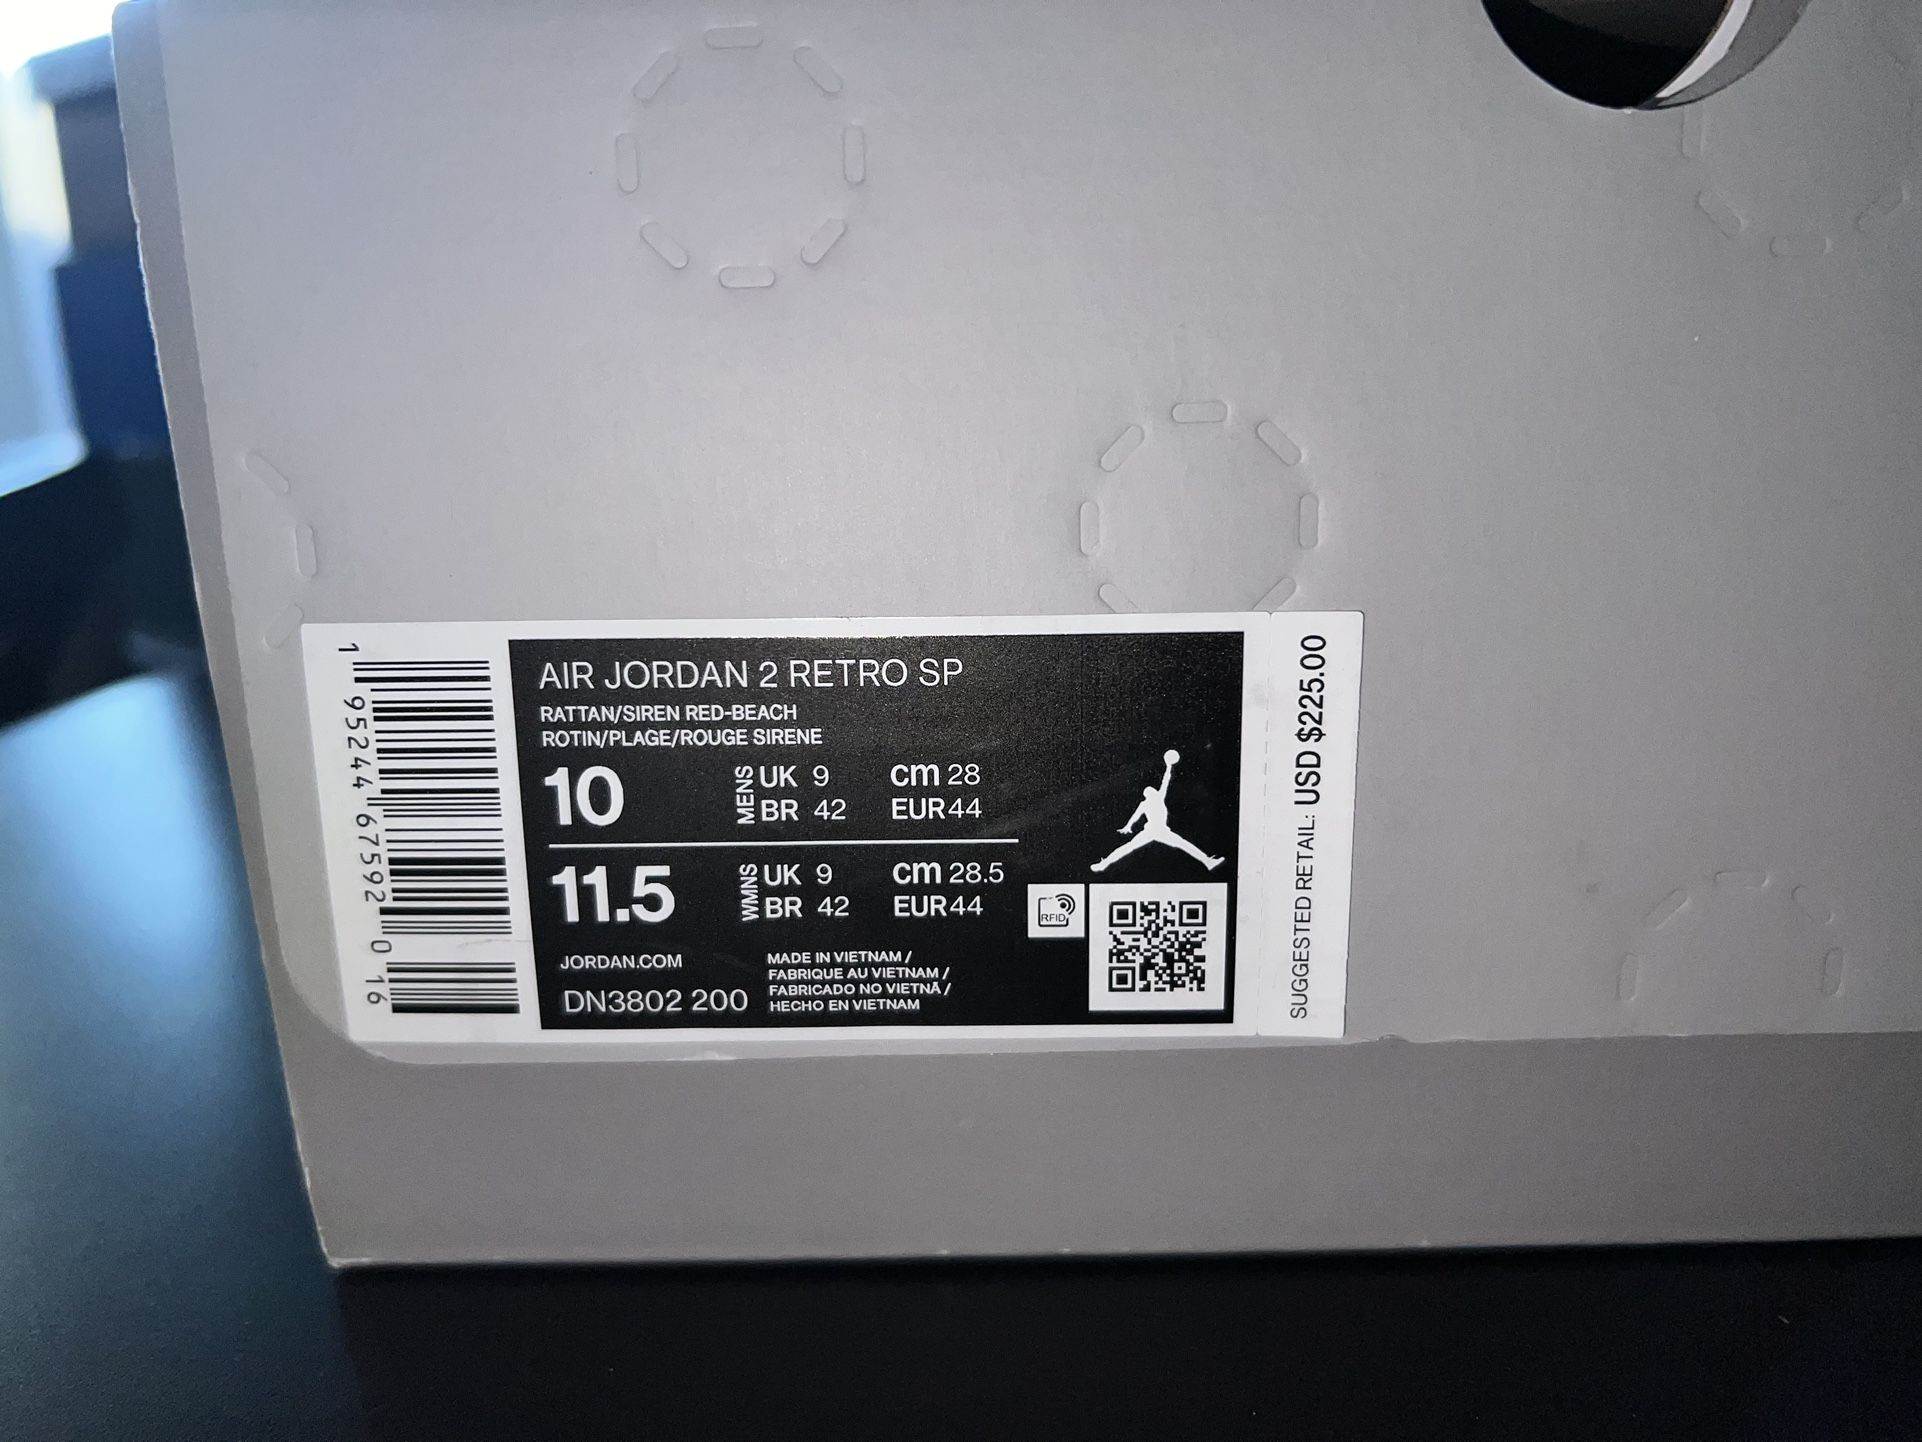 AIR JORDAN 2 RETRO SP
RATTAN/SIREN RED-BEACH
ROTIN/PLAGE/ROUGE SIRENE
10 MENS UK 9 cm 28
BR 42 EUR 44
11.5 WMNS UK 9 cm 28.5
BR 42 EUR 44
JORDAN.COM
DN3802 200
MADE IN VIETNAM /
FABRIQUE AU VIETNAM /
FABRICADO NO VIETNÃ /
HECHO EN VIETNAM
RFID
1 95244 67592 0 16
SUGGESTED RETAIL: USD $225.00